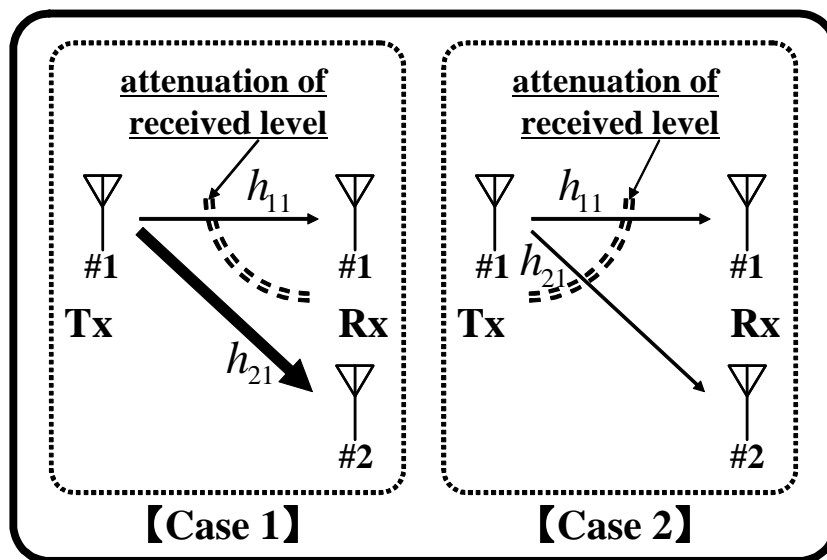 attenuation of
received level
h11
#1
#1
Tx
Rx
h21
#2
【Case 1】
attenuation of
received level
h11
#1
h21
#1
Tx
Rx
#2
【Case 2】